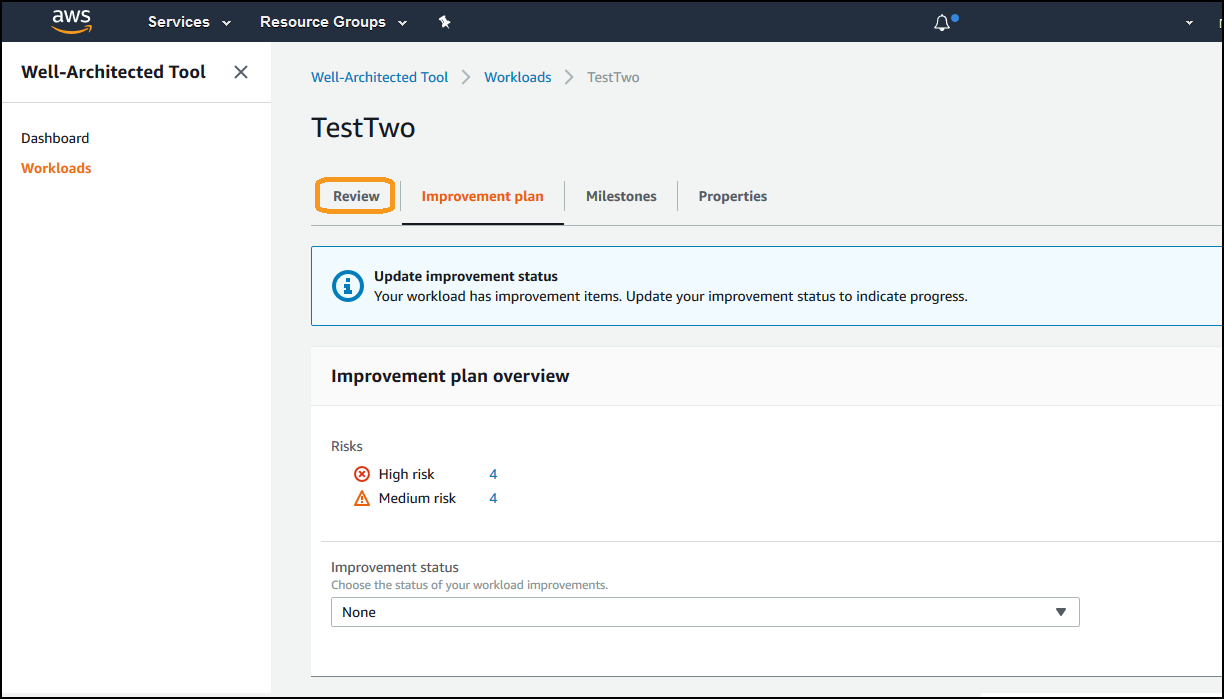 aws Services Resource Groups
Well-Architected Tool
Dashboard
Workloads
Well-Architected Tool Workloads TestTwo
TestTwo
Review Improvement plan Milestones Properties
Update improvement status
Your workload has improvement items. Update your improvement status to indicate progress.
Improvement plan overview
Risks
High risk 4
Medium risk 4
Improvement status
Choose the status of your workload improvements.
None